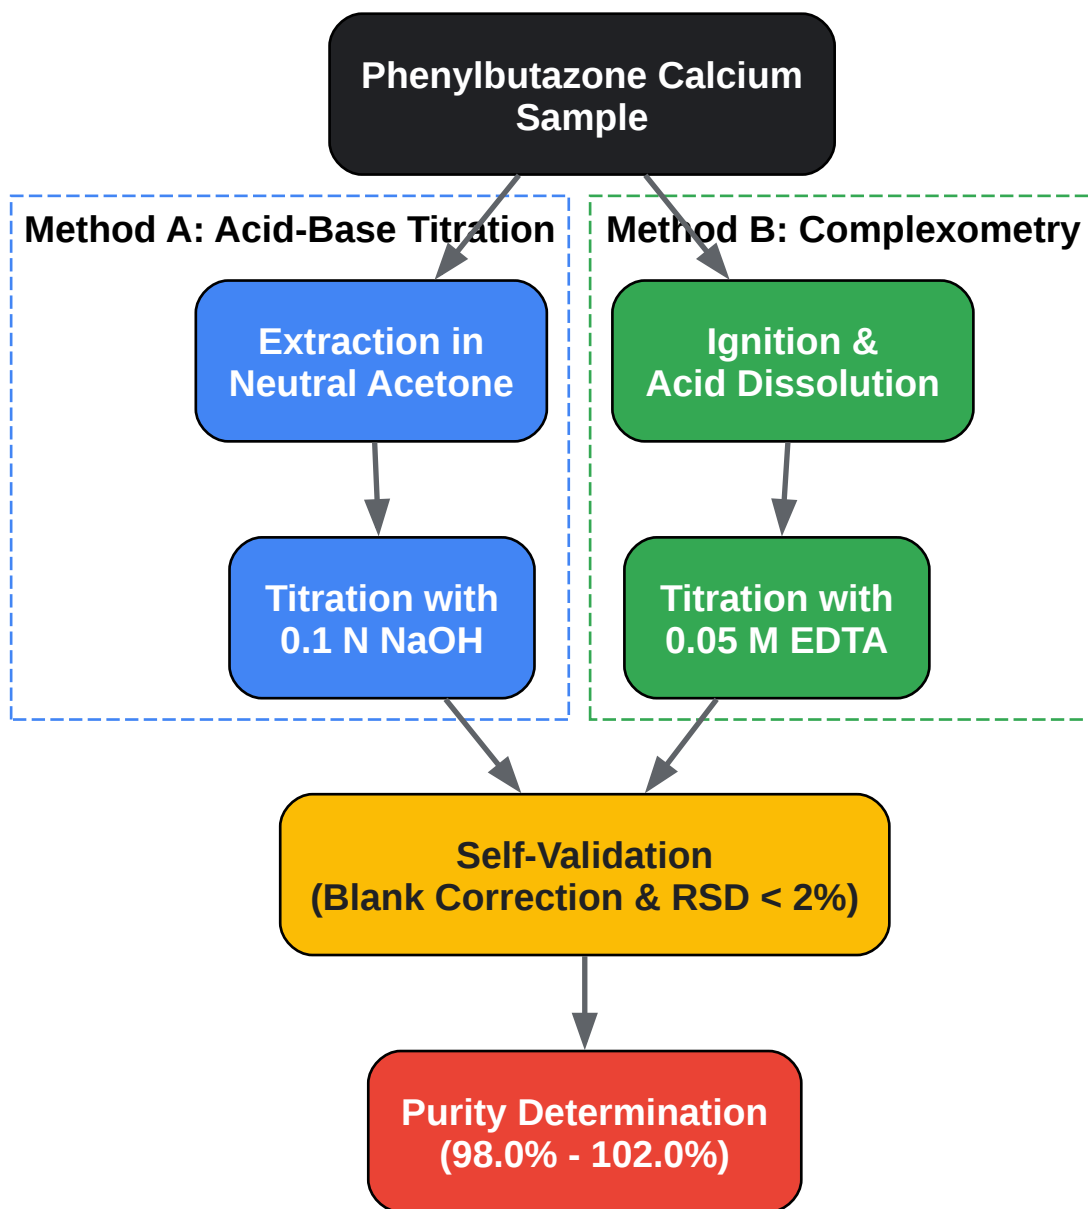 Phenylbutazone Calcium
Sample
Method A: Acid-Base Titration
Method B: Complexometry
Extraction in
Neutral Acetone
Ignition &
Acid Dissolution
Titration with
0.1 N NaOH
Titration with
0.05 M EDTA
Self-Validation
(Blank Correction & RSD < 2%)
Purity Determination
(98.0% - 102.0%)